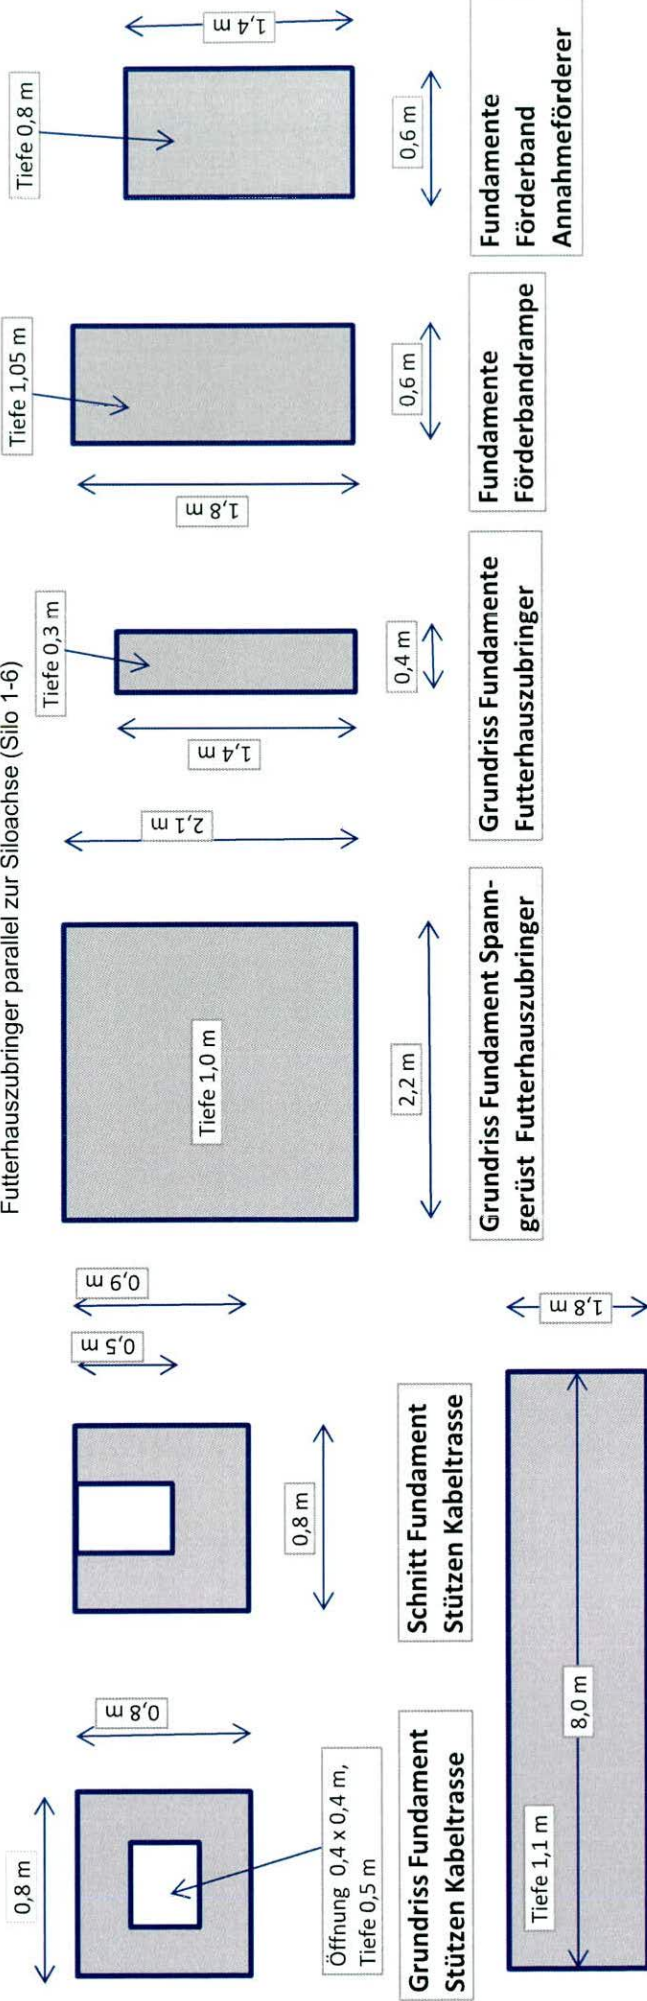 Futterhauszubringer parallel zur Siloachse (Silo 1-6)
0,8 m
0,8 m
Öffnung 0,4 x 0,4 m,
Tiefe 0,5 m
Grundriss Fundament
Stützen Kabeltrasse
0,5 m
0,9 m
0,8 m
Schnitt Fundament
Stützen Kabeltrasse
Tiefe 1,0 m
2,1 m
2,2 m
Grundriss Fundament Spann-
gerüst Futterhauszubringer
Tiefe 0,3 m
1,4 m
0,4 m
Grundriss Fundamente
Futterhauszubringer
Tiefe 1,05 m
1,8 m
0,6 m
Fundamente
Förderbandrampe
Tiefe 0,8 m
1,4 m
0,6 m
Fundamente
Förderband
Annahmeförderer
Tiefe 1,1 m
8,0 m
1,8 m